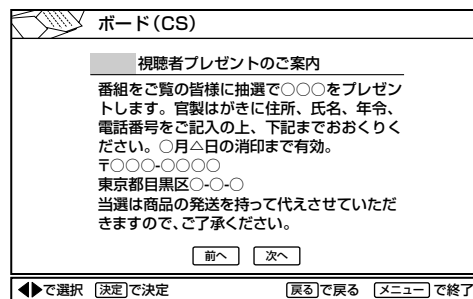 ボード（CS）
視聴者プレゼントのご案内
番組をご覧の皆様に抽選で○○○をプレゼン
トします。官製はがきに住所、氏名、年令、
電話番号をご記入の上、下記までおおくりく
ださい。○月△日の消印まで有効。
〒○○○-○○○○
東京都目黒区○-○-○
当選は商品の発送を持って代えさせていただ
きますので、ご了承ください。
前へ 次へ
◀▶で選択 決定で決定 戻るで戻る メニューで終了